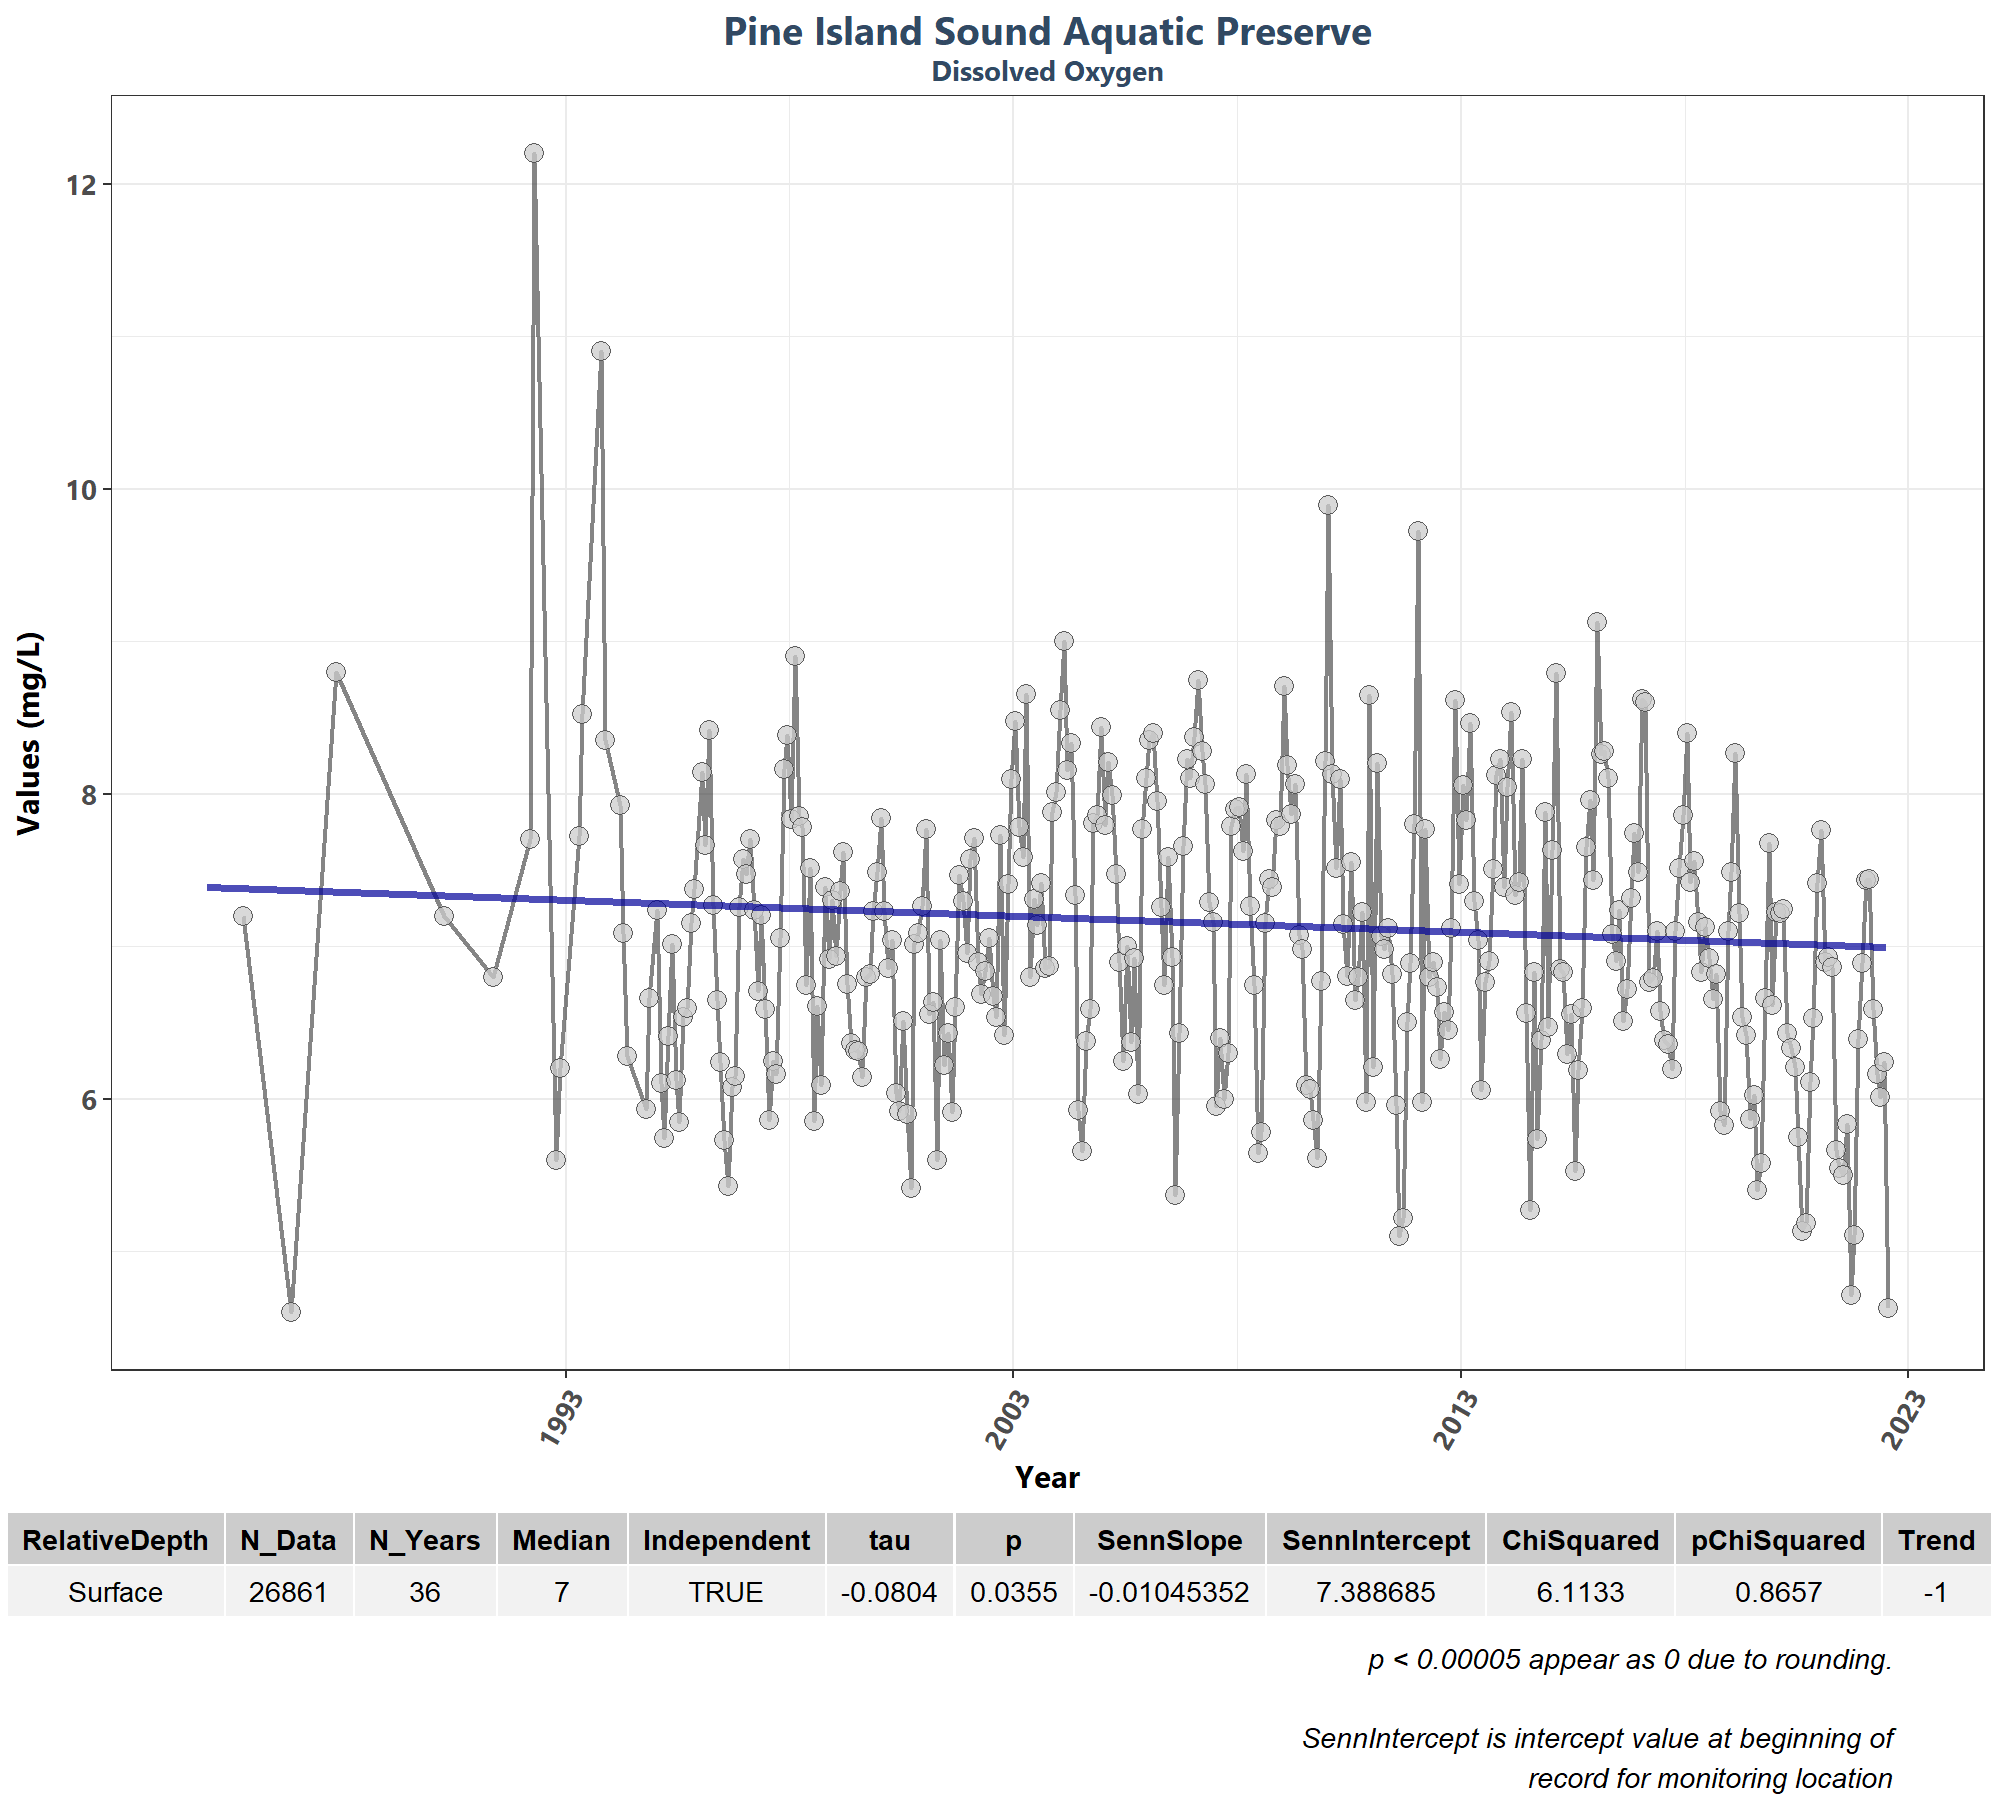 Pine Island Sound Aquatic Preserve
Dissolved Oxygen
Values (mg/L)
12
10
8
6
1993
2003
2013
2023
Year
RelativeDepth N_Data N_Years Median Independent tau p SennSlope SennIntercept ChiSquared pChiSquared Trend
Surface 26861 36 7 TRUE -0.0804 0.0355 -0.01045352 7.388685 6.1133 0.8657 -1
p < 0.00005 appear as 0 due to rounding.
SennIntercept is intercept value at beginning of
record for monitoring location